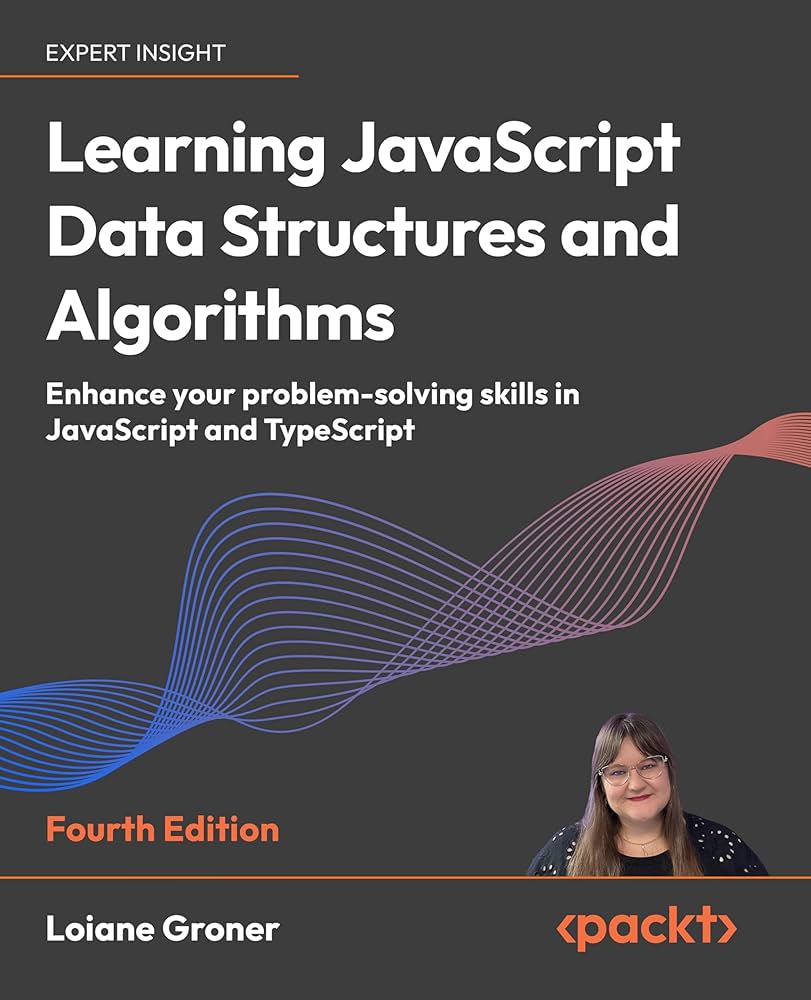 EXPERT INSIGHT
Learning JavaScript
Data Structures and
Algorithms
Enhance your problem-solving skills in
JavaScript and TypeScript
Fourth Edition
Loiane Groner
<packt>